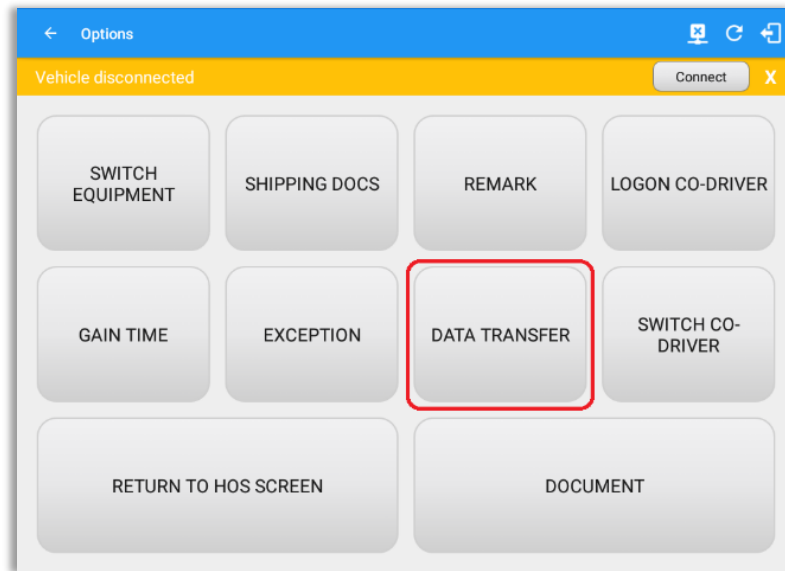 Options
Vehicle disconnected
Connect
X
SWITCH
EQUIPMENT
SHIPPING DOCS
REMARK
LOGON CO-DRIVER
GAIN TIME
EXCEPTION
DATA TRANSFER
SWITCH CO-
DRIVER
RETURN TO HOS SCREEN
DOCUMENT